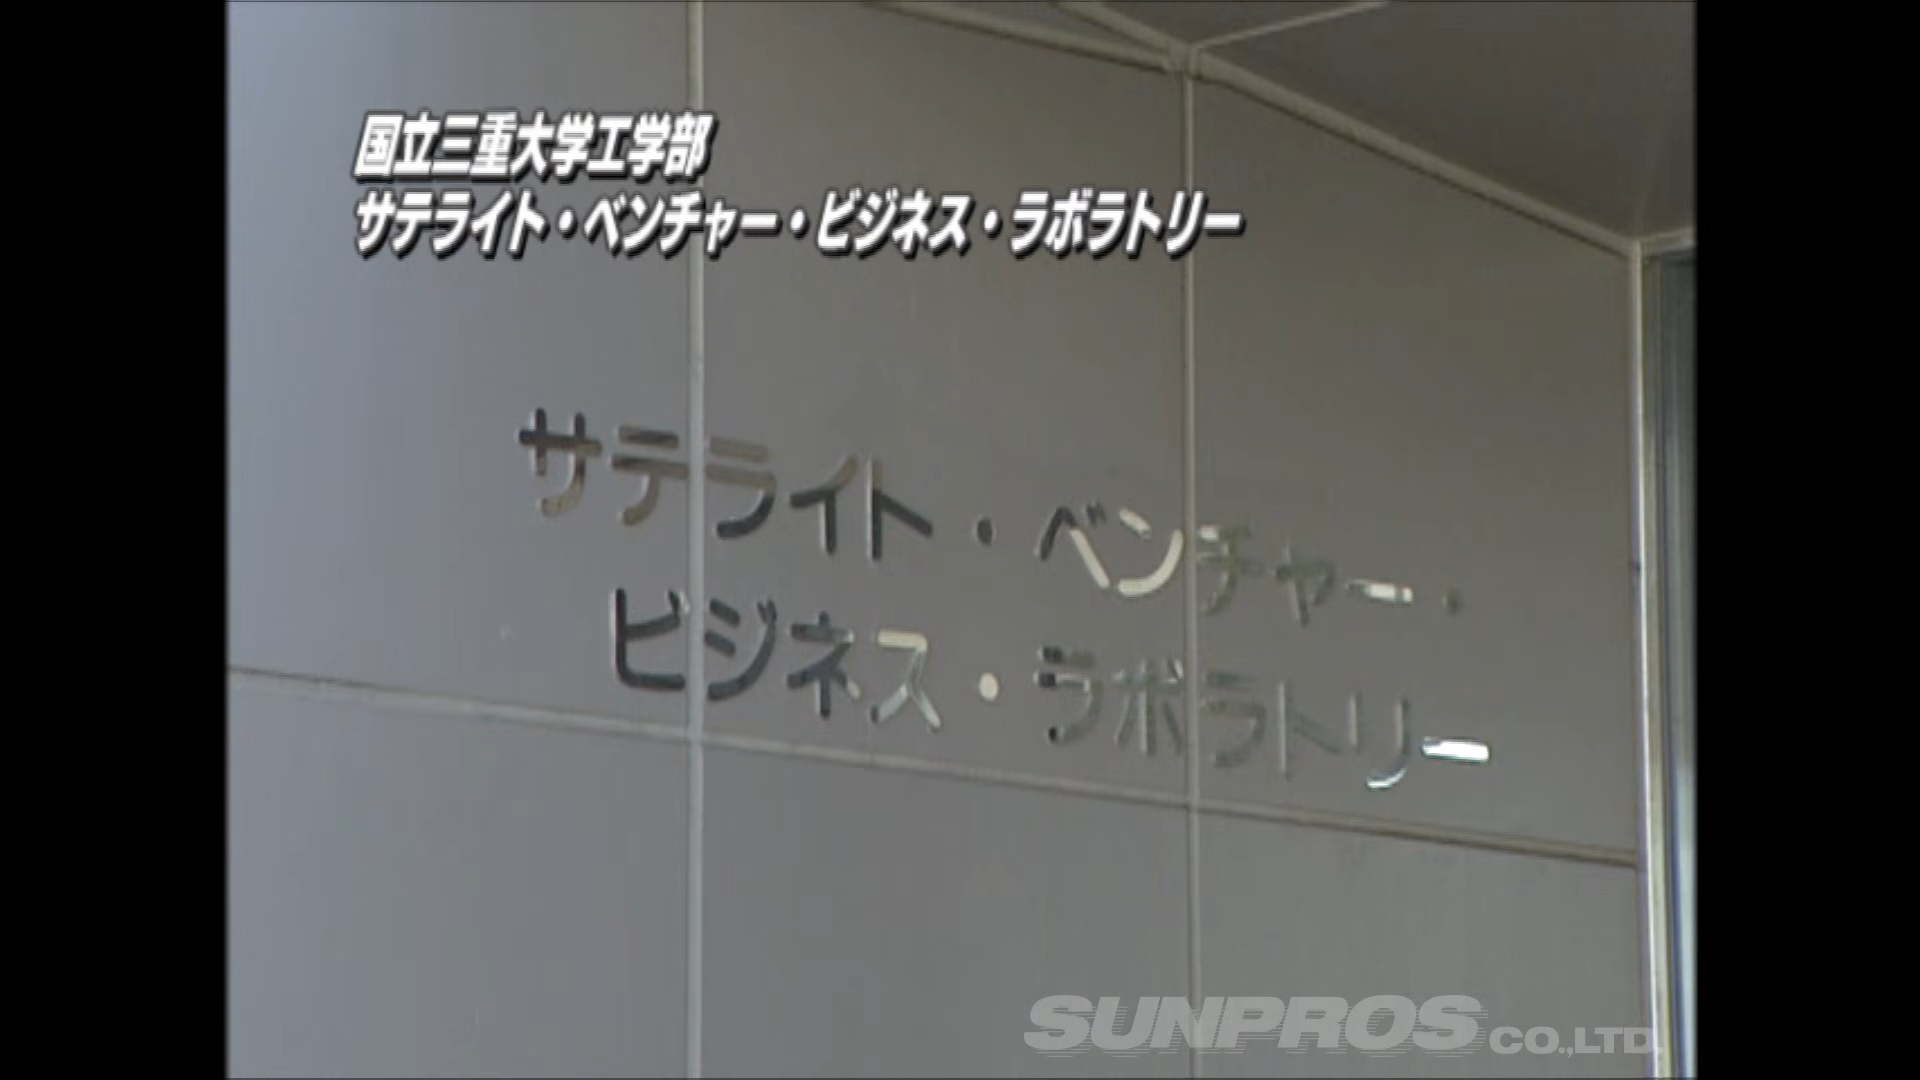 国立三重大学工学部
サテライト・ベンチャー・ビジネス・ラボラトリー
サテライト・ベンチャー・
ビジネス・ラボラトリー
SUNPROS CO.,LTD.